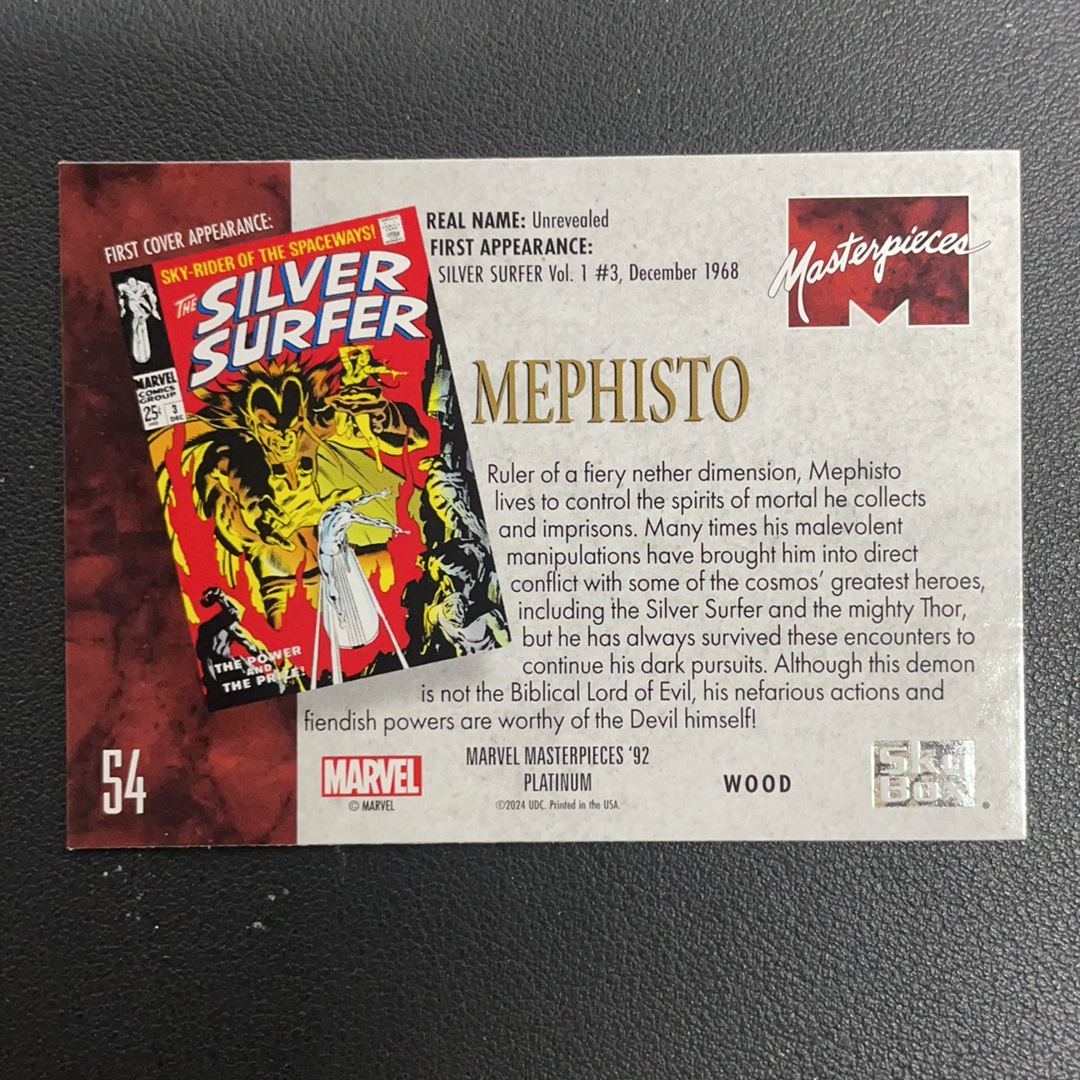 FIRST COVER APPEARANCE:
SKY-RIDER OF THE SPACEWAYS!
THE
SILVER
SURFER
MARVEL
COMICS
GROUP
25¢
3
DEC
THE POWER
AND
THE PRIZE!
REAL NAME: Unrevealed
FIRST APPEARANCE:
SILVER SURFER Vol. 1 #3, December 1968
Masterpieces
M
MEPHISTO
Ruler of a fiery nether dimension, Mephisto
lives to control the spirits of mortal he collects
and imprisons. Many times his malevolent
manipulations have brought him into direct
conflict with some of the cosmos’ greatest heroes,
including the Silver Surfer and the mighty Thor,
but he has always survived these encounters to
continue his dark pursuits. Although this demon
is not the Biblical Lord of Evil, his nefarious actions and
fiendish powers are worthy of the Devil himself!
54
MARVEL
© MARVEL
MARVEL MASTERPIECES ‘92
PLATINUM
©2024 UDC. Printed in the USA.
WOOD
SKY
BOX
®